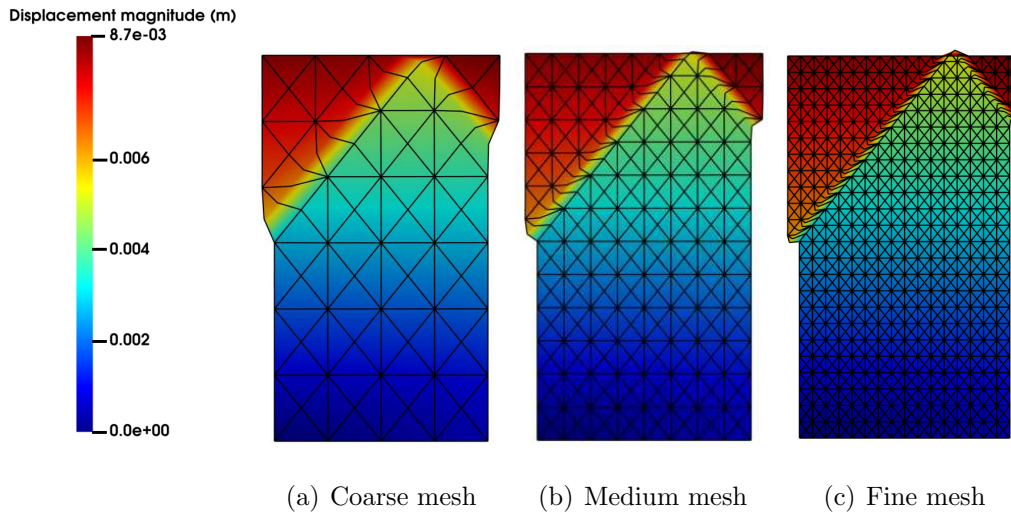 Displacement magnitude (m)
8.7e-03
0.006
0.004
0.002
0.0e+00
(a) Coarse mesh
(b) Medium mesh
(c) Fine mesh